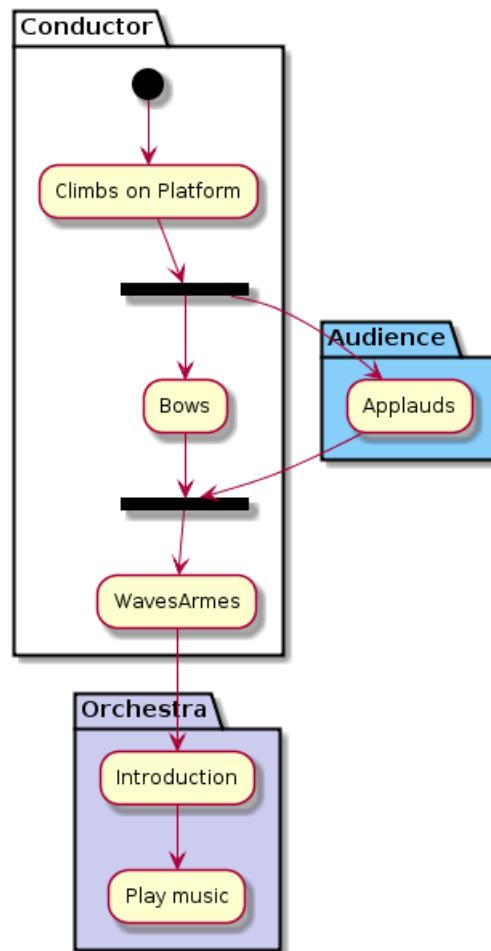 Conductor
Climbs on Platform
Audience
Bows
Applauds
WavesArmes
Orchestra
Introduction
Play music